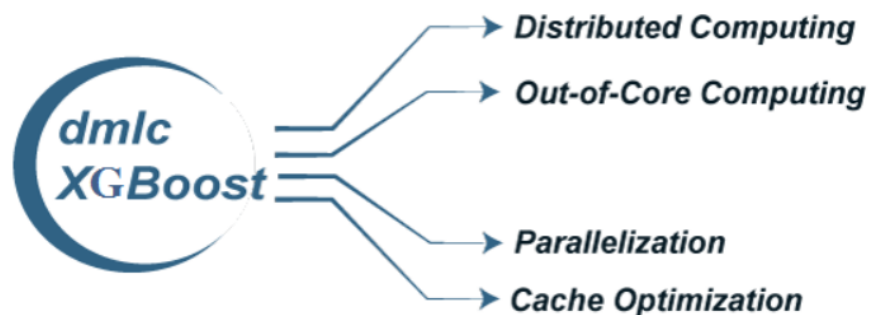 dmlc
XGBoost
Distributed Computing
Out-of-Core Computing
Parallelization
Cache Optimization